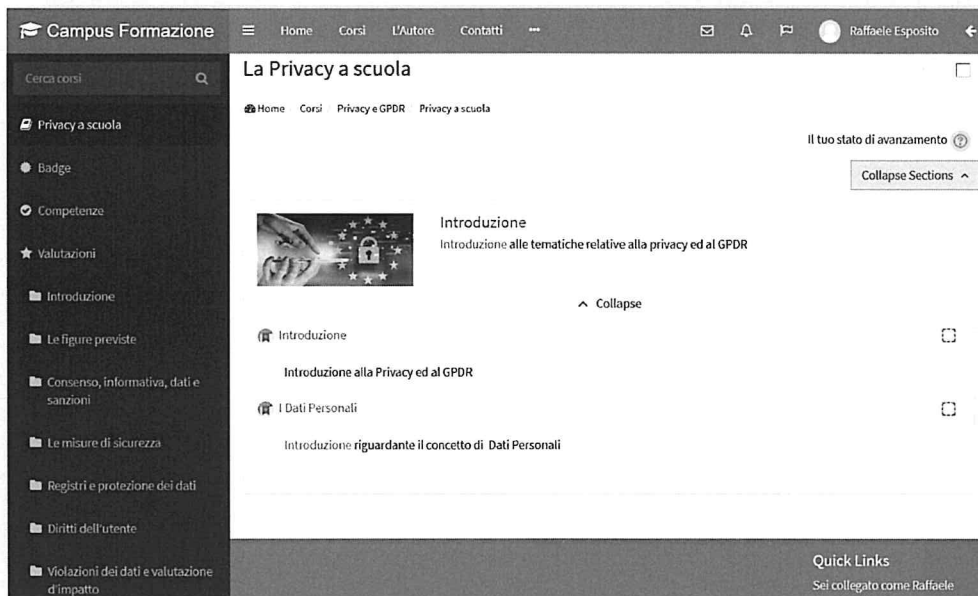 Campus Formazione
Home Corsi L'Autore Contatti
Raffaele Esposito
Cerca corsi
Privacy a scuola
Badge
Competenze
Valutazioni
Introduzione
Le figure previste
Consenso, informativa, dati e
sanzioni
Le misure di sicurezza
Registri e protezione dei dati
Diritti dell'utente
Violazioni dei dati e valutazione
d'impatto
La Privacy a scuola
Home Corsi Privacy e GPDR Privacy a scuola
Il tuo stato di avanzamento
Collapse Sections
Introduzione
Introduzione alle tematiche relative alla privacy ed al GPDR
Collapse
Introduzione
Introduzione alla Privacy ed al GPDR
I Dati Personali
Introduzione riguardante il concetto di Dati Personali
Quick Links
Sei collegato come Raffaele